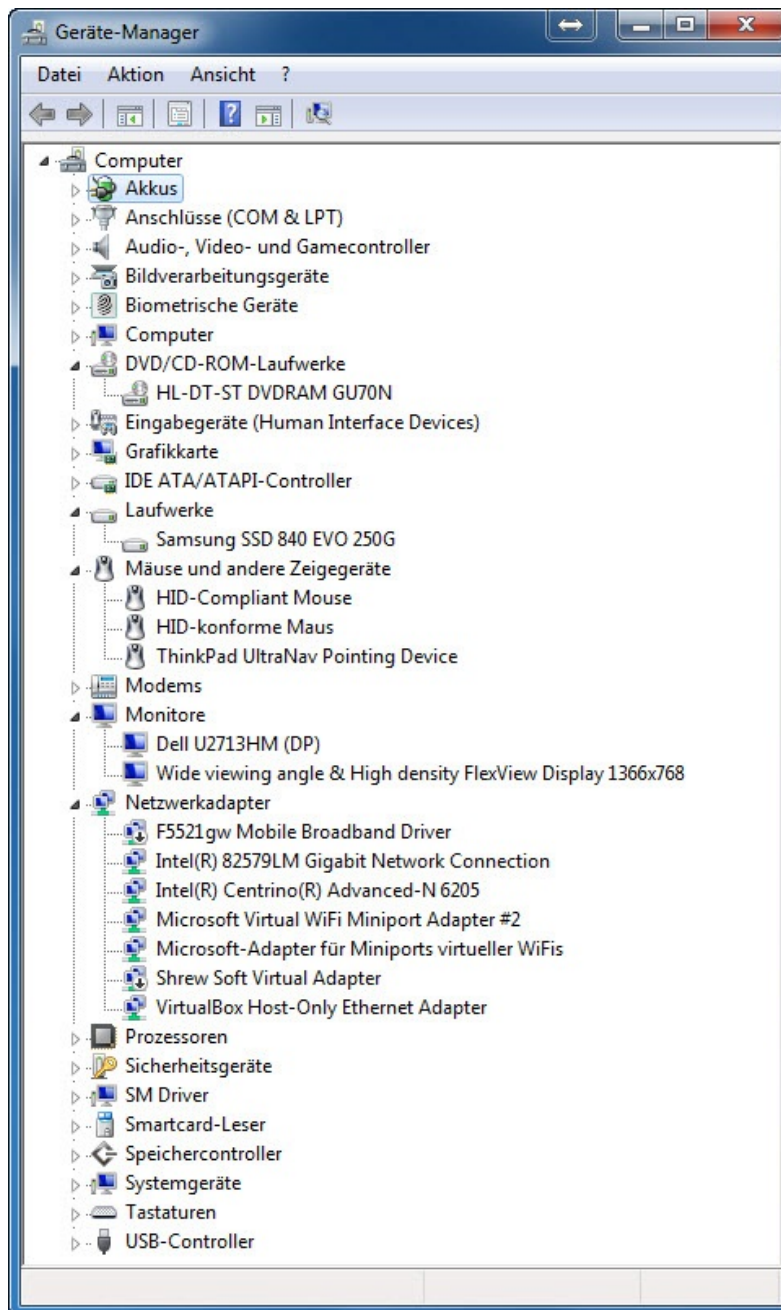 Geräte-Manager
Datei Aktion Ansicht ?
Computer
Akkus
Anschlüsse (COM & LPT)
Audio-, Video- und Gamecontroller
Bildverarbeitungsgeräte
Biometrische Geräte
Computer
DVD/CD-ROM-Laufwerke
HL-DT-ST DVDRAM GU70N
Eingabegeräte (Human Interface Devices)
Grafikkarte
IDE ATA/ATAPI-Controller
Laufwerke
Samsung SSD 840 EVO 250G
Mäuse und andere Zeigegeräte
HID-Compliant Mouse
HID-konforme Maus
ThinkPad UltraNav Pointing Device
Modems
Monitore
Dell U2713HM (DP)
Wide viewing angle & High density FlexView Display 1366x768
Netzwerkadapter
F5521gw Mobile Broadband Driver
Intel(R) 82579LM Gigabit Network Connection
Intel(R) Centrino(R) Advanced-N 6205
Microsoft Virtual WiFi Miniport Adapter #2
Microsoft-Adapter für Miniports virtueller WiFis
Shrew Soft Virtual Adapter
VirtualBox Host-Only Ethernet Adapter
Prozessoren
Sicherheitsgeräte
SM Driver
Smartcard-Leser
Speichercontroller
Systemgeräte
Tastaturen
USB-Controller